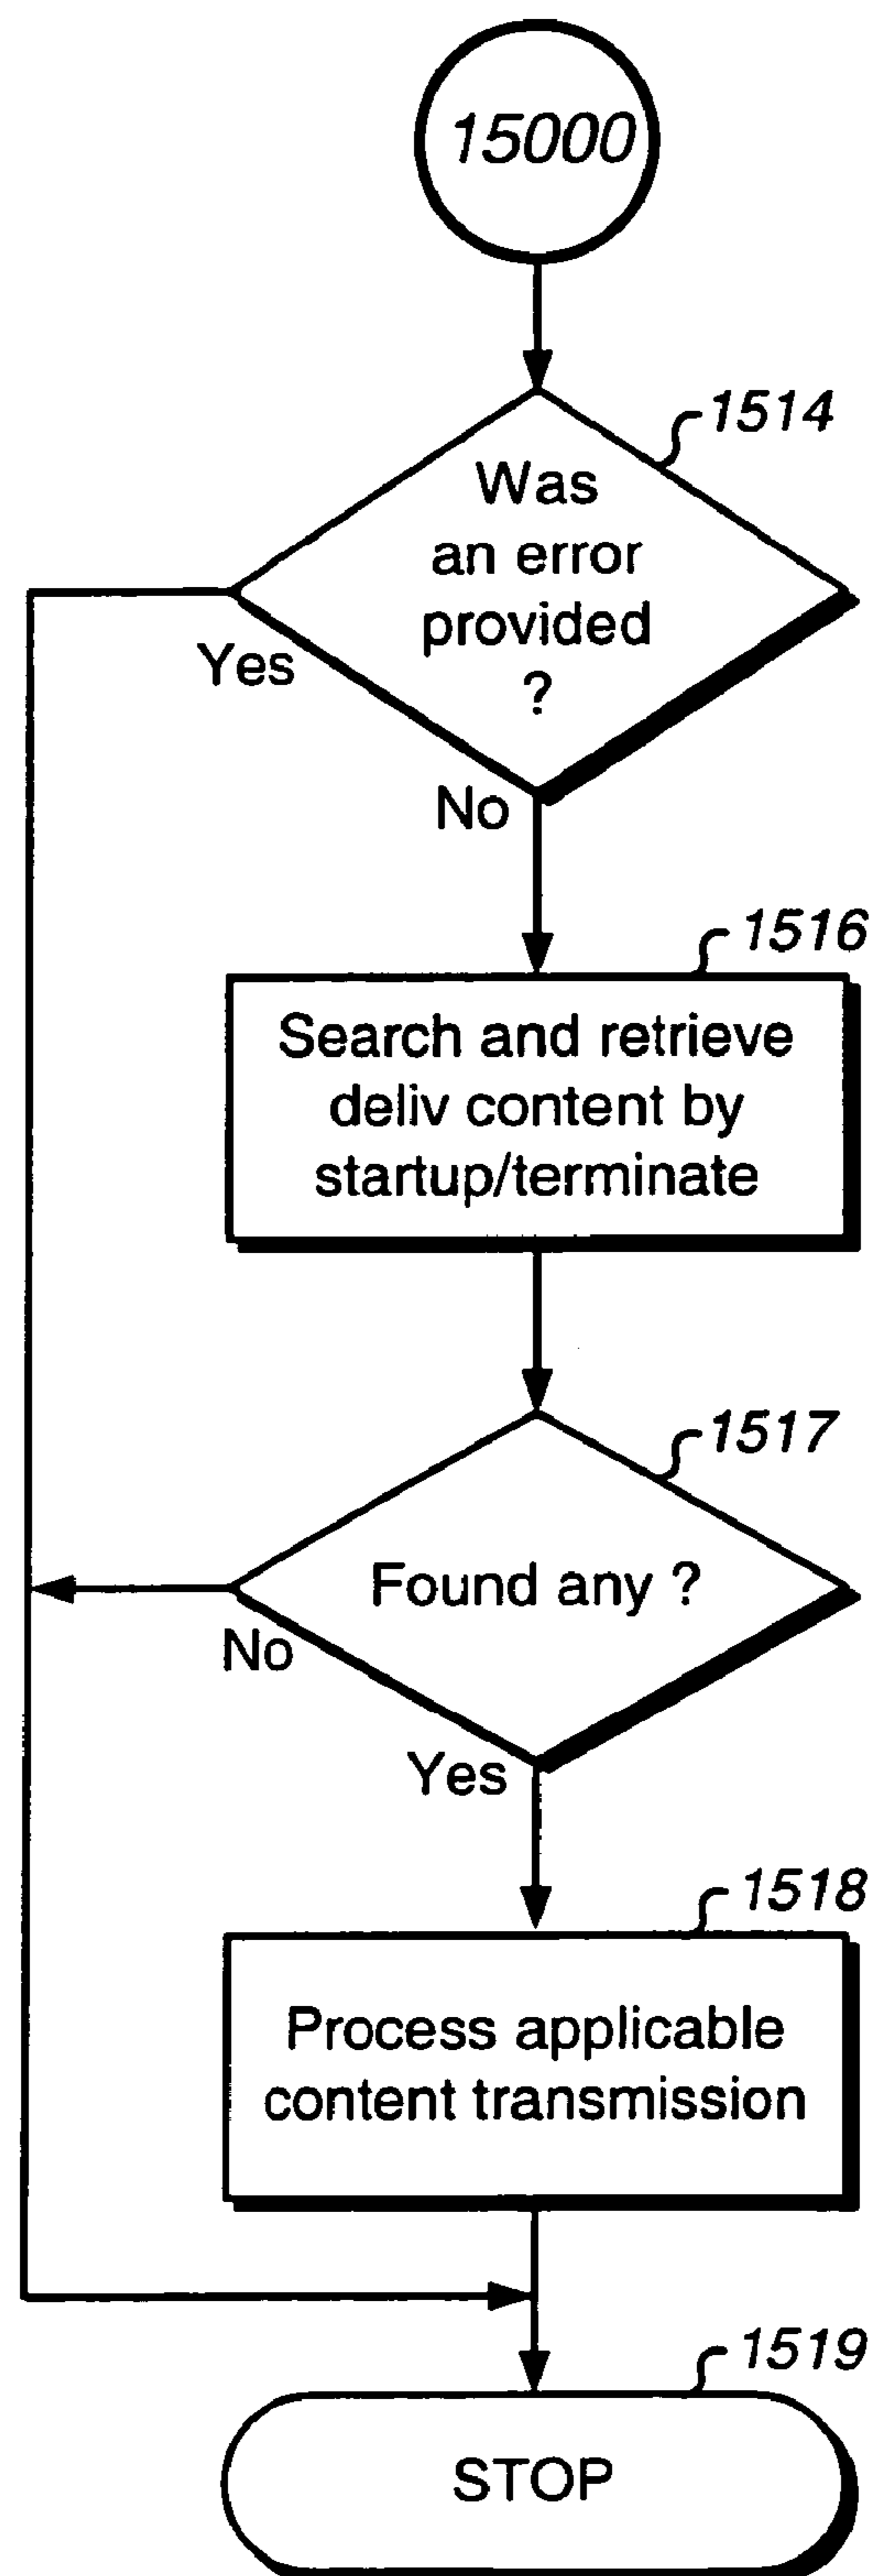 15000
1514
Was
an error
provided
?
Yes
No
1516
Search and retrieve
deliv content by
startup/terminate
1517
Found any ?
No
Yes
1518
Process applicable
content transmission
1519
STOP